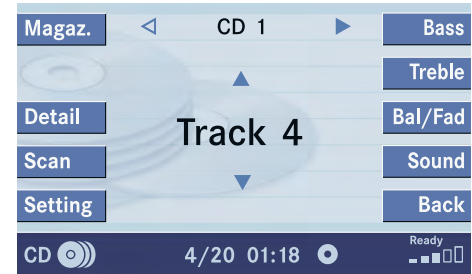 Magaz.
CD 1
Bass
Treble
Detail
Bal/Fad
Track 4
Scan
Sound
Setting
Back
CD
4/20 01:18
Ready